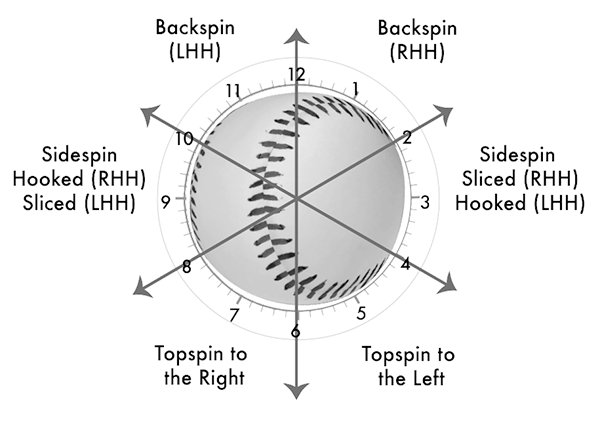 Backspin
(LHH)
Backspin
(RHH)
12
11
1
10
2
Sidespin
Hooked (RHH)
Sliced (LHH)
9
3
Sidespin
Sliced (RHH)
Hooked (LHH)
8
4
7
5
6
Topspin to
the Right
Topspin to
the Left